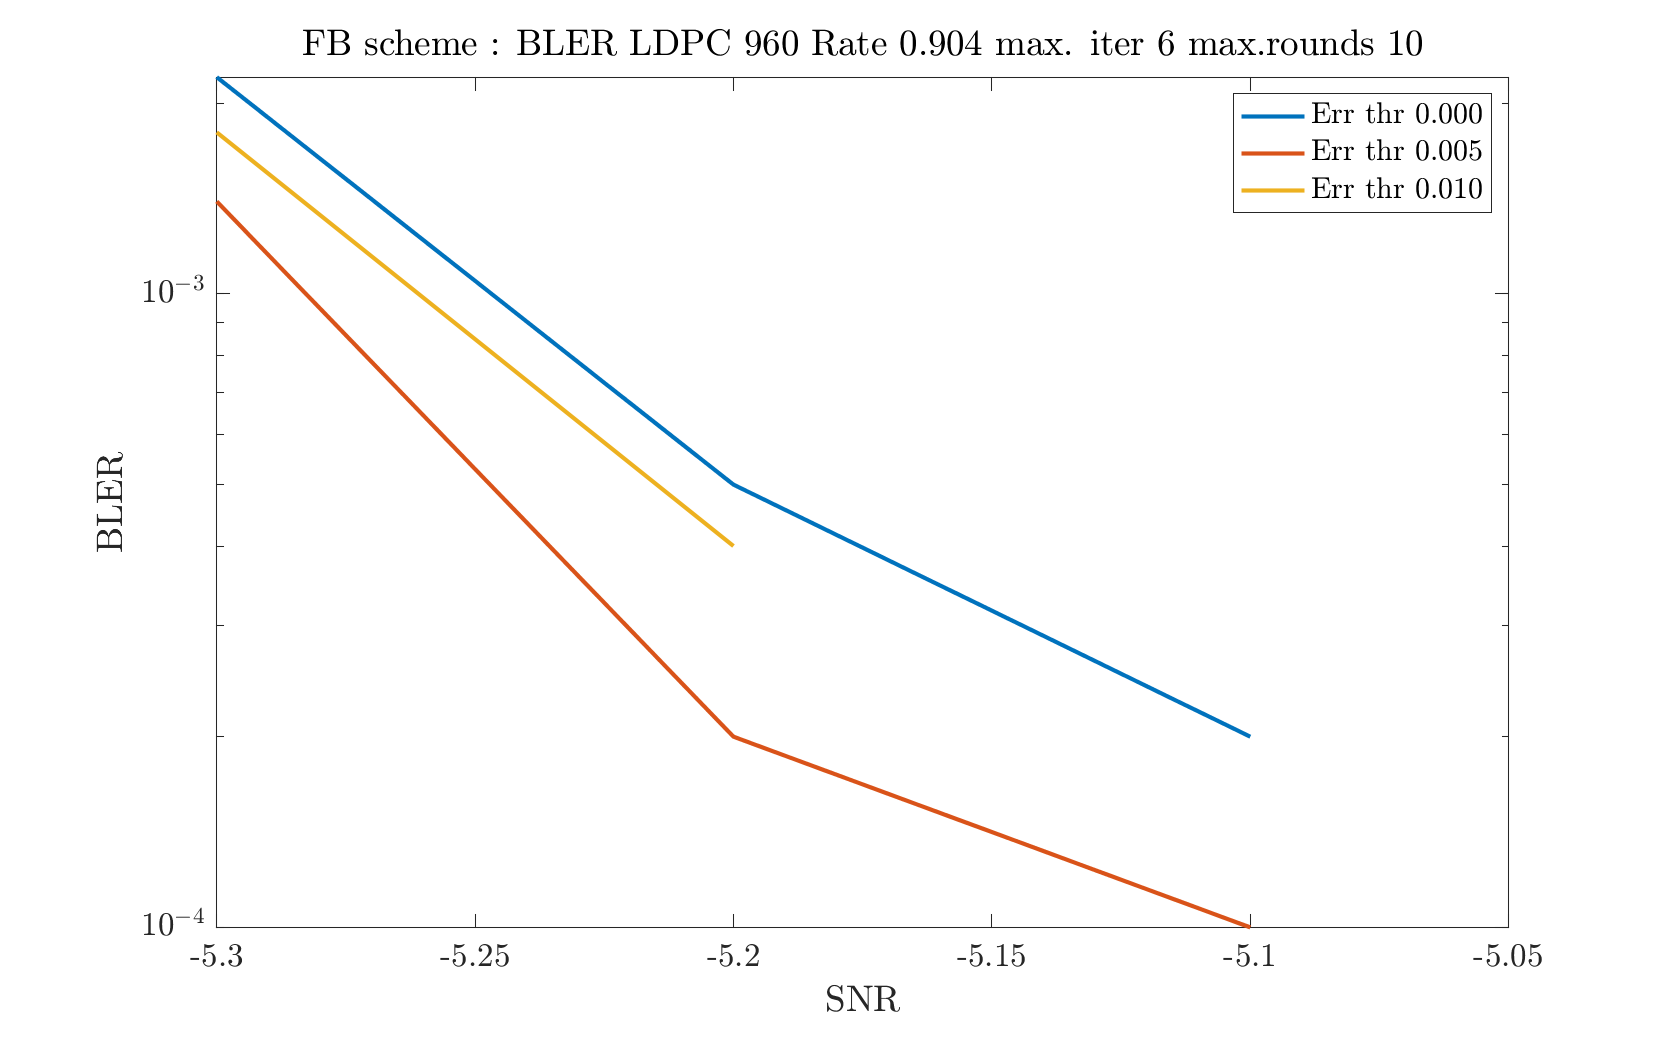 FB scheme : BLER LDPC 960 Rate 0.904 max. iter 6 max.rounds 10
Err thr 0.000
Err thr 0.005
Err thr 0.010
10⁻³
BLER
10⁻⁴
-5.3 -5.25 -5.2 -5.15 -5.1 -5.05
SNR